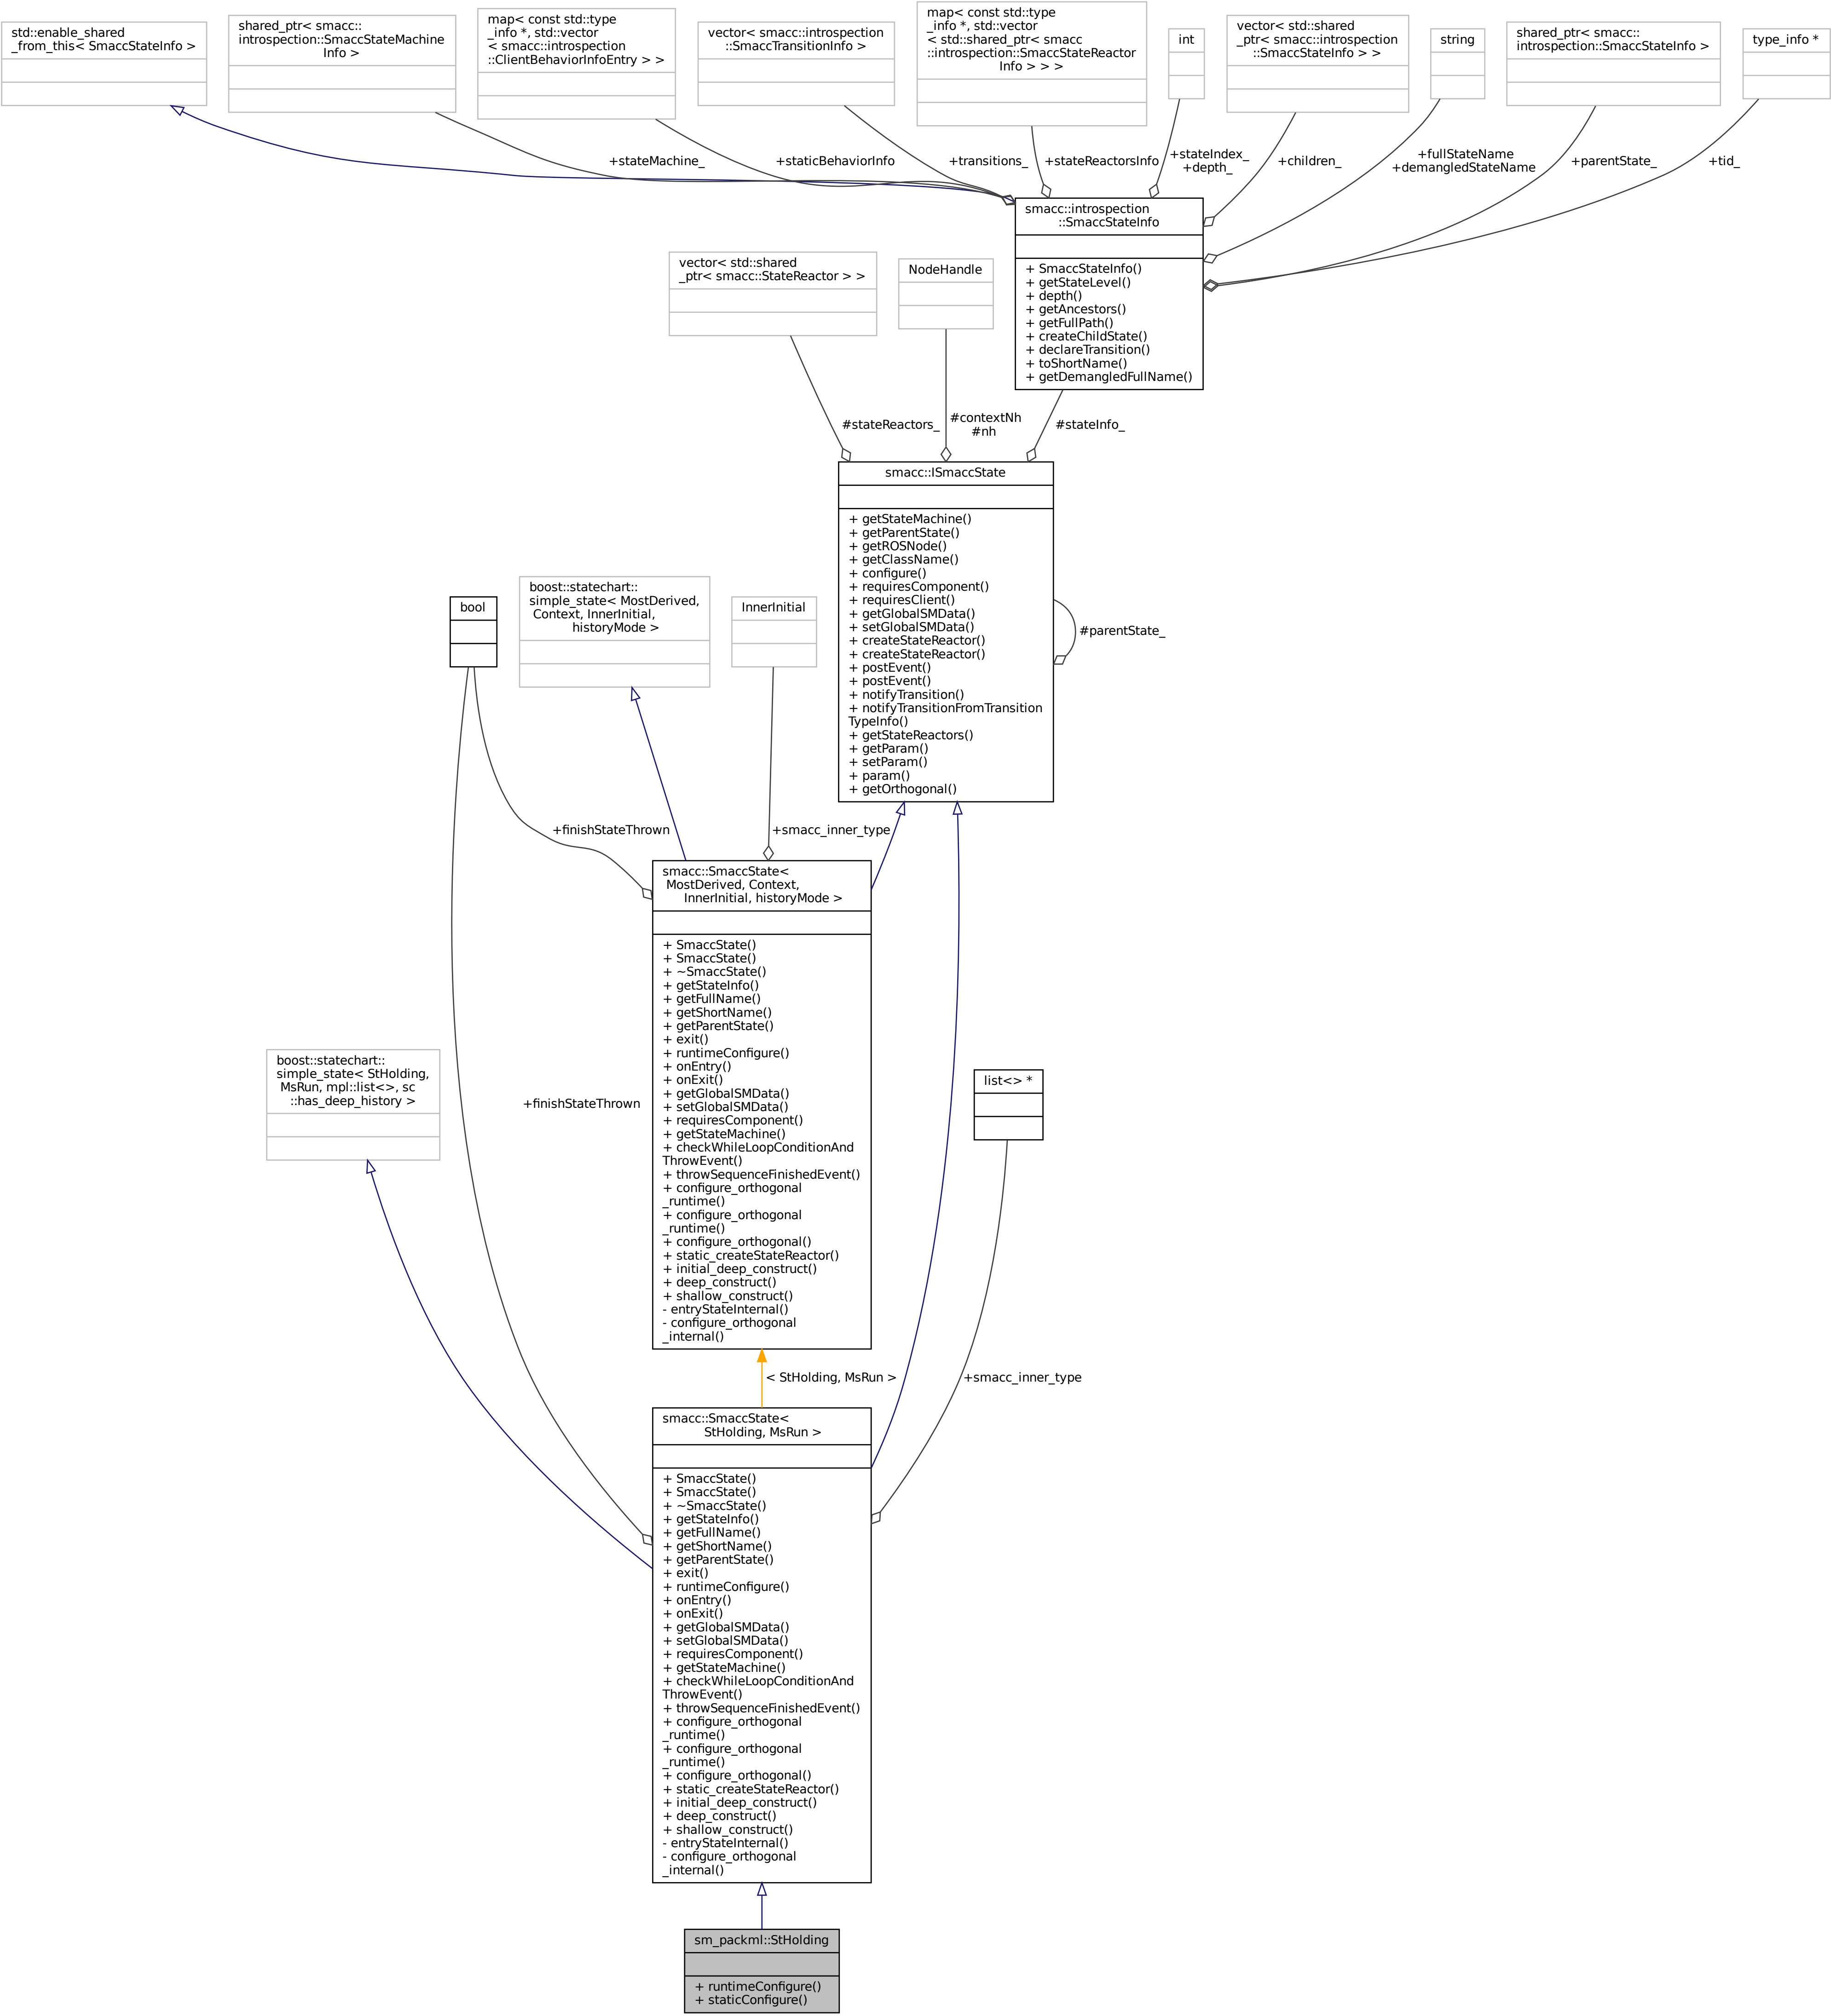 std::enable_shared
_from_this< SmaccStateInfo >
shared_ptr< smacc::
introspection::SmaccStateMachine
Info >
map< const std::type
_info *, std::vector
< smacc::introspection
::ClientBehaviorInfoEntry > >
vector< smacc::introspection
::SmaccTransitionInfo >
map< const std::type
_info *, std::vector
< std::shared_ptr< smacc
::introspection::SmaccStateReactor
Info > > >
int
vector< std::shared
_ptr< smacc::introspection
::SmaccStateInfo > >
string
shared_ptr< smacc::
introspection::SmaccStateInfo >
type_info *
+stateMachine_
+staticBehaviorInfo
+transitions_
+stateReactorsInfo
+stateIndex_
+depth_
+children_
+fullStateName
+demangledStateName
+parentState_
+tid_
smacc::introspection
::SmaccStateInfo
+ SmaccStateInfo()
+ getStateLevel()
+ depth()
+ getAncestors()
+ getFullPath()
+ createChildState()
+ declareTransition()
+ toShortName()
+ getDemangledFullName()
vector< std::shared
_ptr< smacc::StateReactor > >
NodeHandle
#stateReactors_
#contextNh
#nh
#stateInfo_
smacc::ISmaccState
+ getStateMachine()
+ getParentState()
+ getROSNode()
+ getClassName()
+ configure()
+ requiresComponent()
+ requiresClient()
+ getGlobalSMData()
+ setGlobalSMData()
+ createStateReactor()
+ createStateReactor()
+ postEvent()
+ postEvent()
+ notifyTransition()
+ notifyTransitionFromTransition
TypeInfo()
+ getStateReactors()
+ getParam()
+ setParam()
+ param()
+ getOrthogonal()
#parentState_
bool
boost::statechart::
simple_state< MostDerived,
Context, InnerInitial,
historyMode >
InnerInitial
+finishStateThrown
+smacc_inner_type
smacc::SmaccState<
MostDerived, Context,
InnerInitial, historyMode >
+ SmaccState()
+ SmaccState()
+ ~SmaccState()
+ getStateInfo()
+ getFullName()
+ getShortName()
+ getParentState()
+ exit()
+ runtimeConfigure()
+ onEntry()
+ onExit()
+ getGlobalSMData()
+ setGlobalSMData()
+ requiresComponent()
+ getStateMachine()
+ checkWhileLoopConditionAnd
ThrowEvent()
+ throwSequenceFinishedEvent()
+ configure_orthogonal
_runtime()
+ configure_orthogonal
_runtime()
+ configure_orthogonal()
+ static_createStateReactor()
+ initial_deep_construct()
+ deep_construct()
+ shallow_construct()
- entryStateInternal()
- configure_orthogonal
_internal()
boost::statechart::
simple_state< StHolding,
MsRun, mpl::list<>, sc
::has_deep_history >
+finishStateThrown
list<> *
< StHolding, MsRun >
+smacc_inner_type
smacc::SmaccState<
StHolding, MsRun >
+ SmaccState()
+ SmaccState()
+ ~SmaccState()
+ getStateInfo()
+ getFullName()
+ getShortName()
+ getParentState()
+ exit()
+ runtimeConfigure()
+ onEntry()
+ onExit()
+ getGlobalSMData()
+ setGlobalSMData()
+ requiresComponent()
+ getStateMachine()
+ checkWhileLoopConditionAnd
ThrowEvent()
+ throwSequenceFinishedEvent()
+ configure_orthogonal
_runtime()
+ configure_orthogonal
_runtime()
+ configure_orthogonal()
+ static_createStateReactor()
+ initial_deep_construct()
+ deep_construct()
+ shallow_construct()
- entryStateInternal()
- configure_orthogonal
_internal()
sm_packml::StHolding
+ runtimeConfigure()
+ staticConfigure()